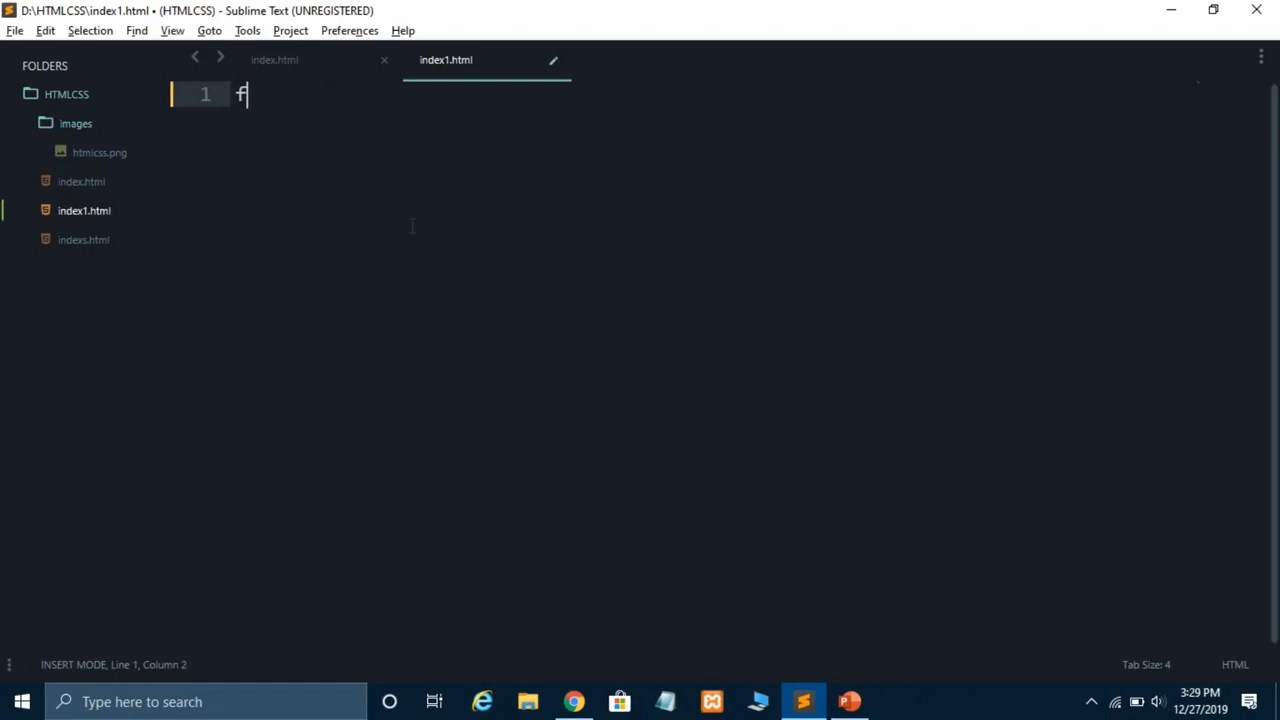 D:\HTMLCSS\index1.html • (HTMLCSS) - Sublime Text (UNREGISTERED)
File Edit Selection Find View Goto Tools Project Preferences Help
FOLDERS
HTMLCSS
images
htmlcss.png
index.html
index1.html
indexs.html
index.html
index1.html
1 f
INSERT MODE, Line 1, Column 2
Tab Size: 4
HTML
Type here to search
3:29 PM
12/27/2019